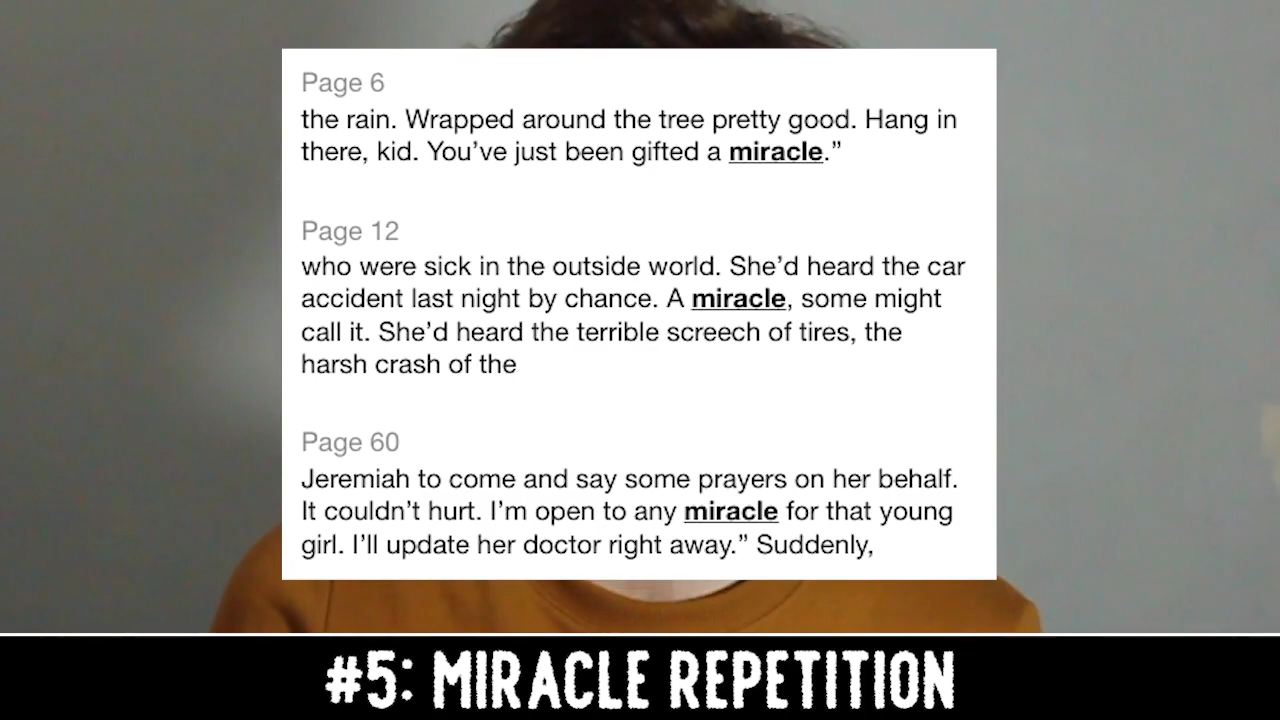 Page 6
the rain. Wrapped around the tree pretty good. Hang in
there, kid. You’ve just been gifted a miracle.”
Page 12
who were sick in the outside world. She’d heard the car
accident last night by chance. A miracle, some might
call it. She’d heard the terrible screech of tires, the
harsh crash of the
Page 60
Jeremiah to come and say some prayers on her behalf.
It couldn’t hurt. I’m open to any miracle for that young
girl. I’ll update her doctor right away.” Suddenly,
#5: MIRACLE REPETITION